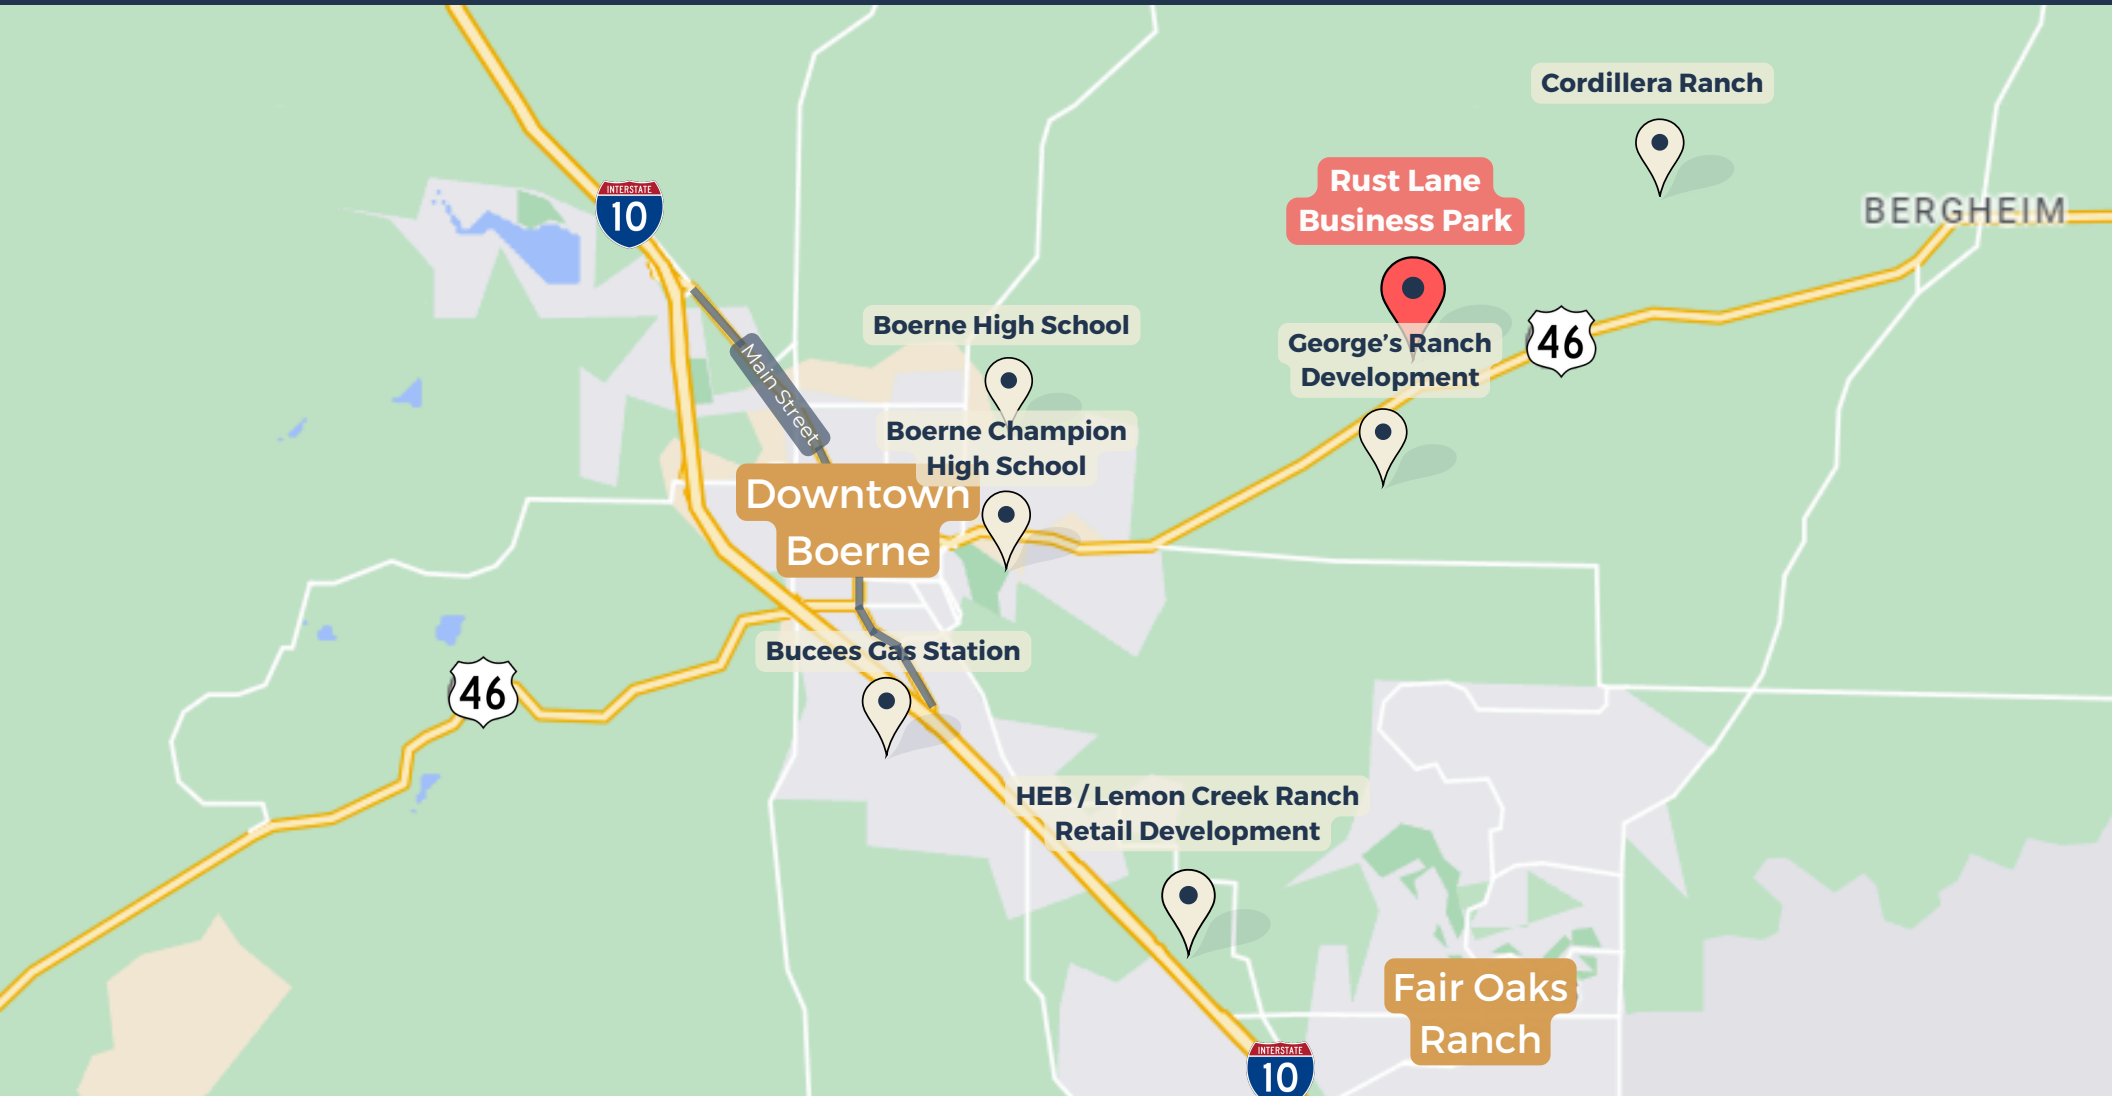 Cordillera Ranch
Rust Lane
Business Park
INTERSTATE
10
BERGHEIM
Boerne High School
George’s Ranch
Development
46
Main Street
Boerne Champion
High School
Downtown
Boerne
Bucees Gas Station
46
HEB / Lemon Creek Ranch
Retail Development
Fair Oaks
Ranch
INTERSTATE
10